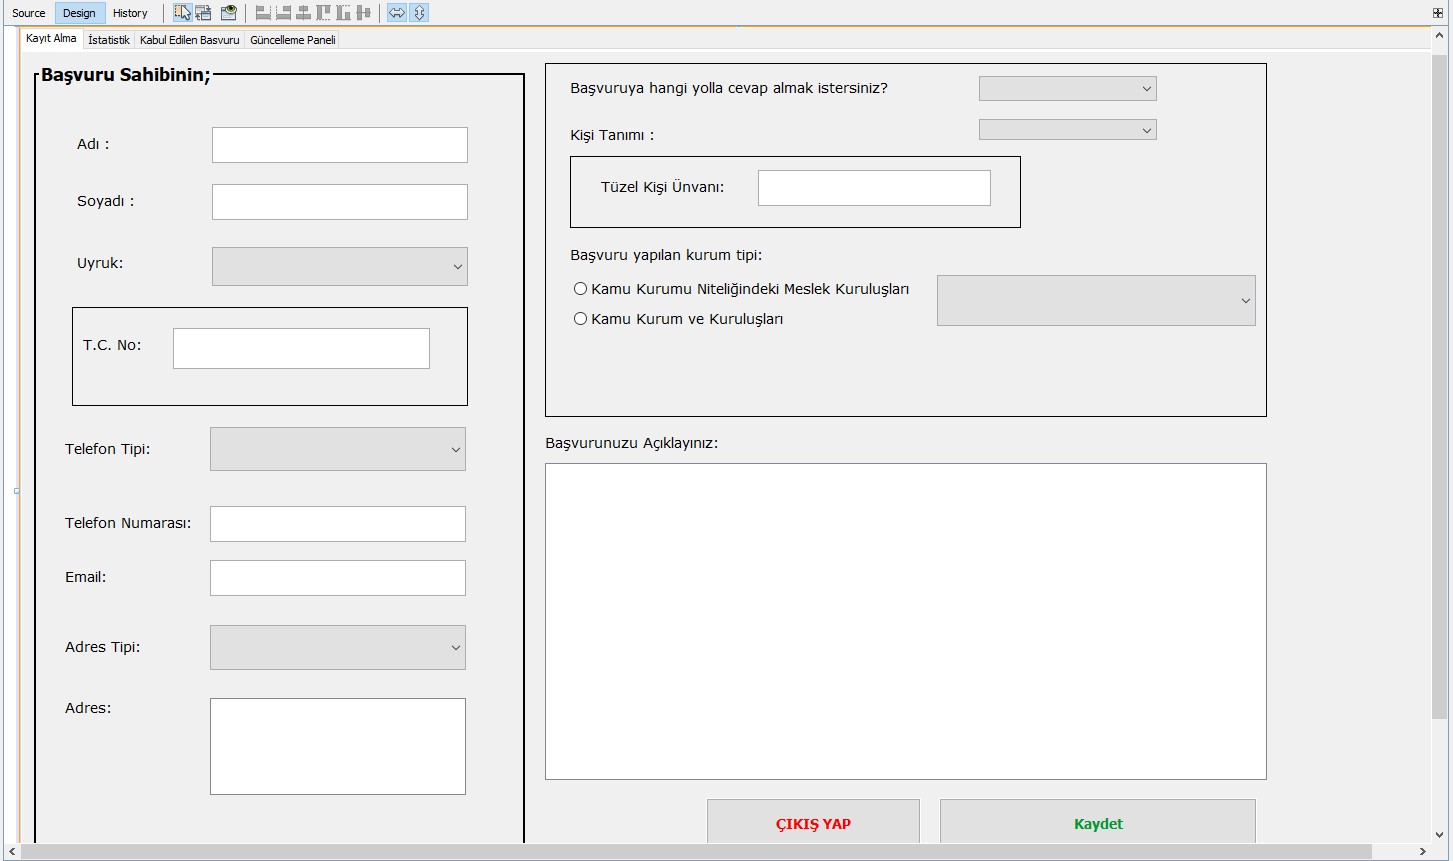 Source Design History
Kayıt Alma İstatistik Kabul Edilen Basvuru Güncelleme Paneli
Başvuru Sahibinin;
Adı :
Soyadı :
Uyruk:
T.C. No:
Telefon Tipi:
Telefon Numarası:
Email:
Adres Tipi:
Adres:
Başvuruya hangi yolla cevap almak istersiniz?
Kişi Tanımı :
Tüzel Kişi Ünvanı:
Başvuru yapılan kurum tipi:
Kamu Kurumu Niteliğindeki Meslek Kuruluşları
Kamu Kurum ve Kuruluşları
Başvurunuzu Açıklayınız:
ÇIKIŞ YAP Kaydet